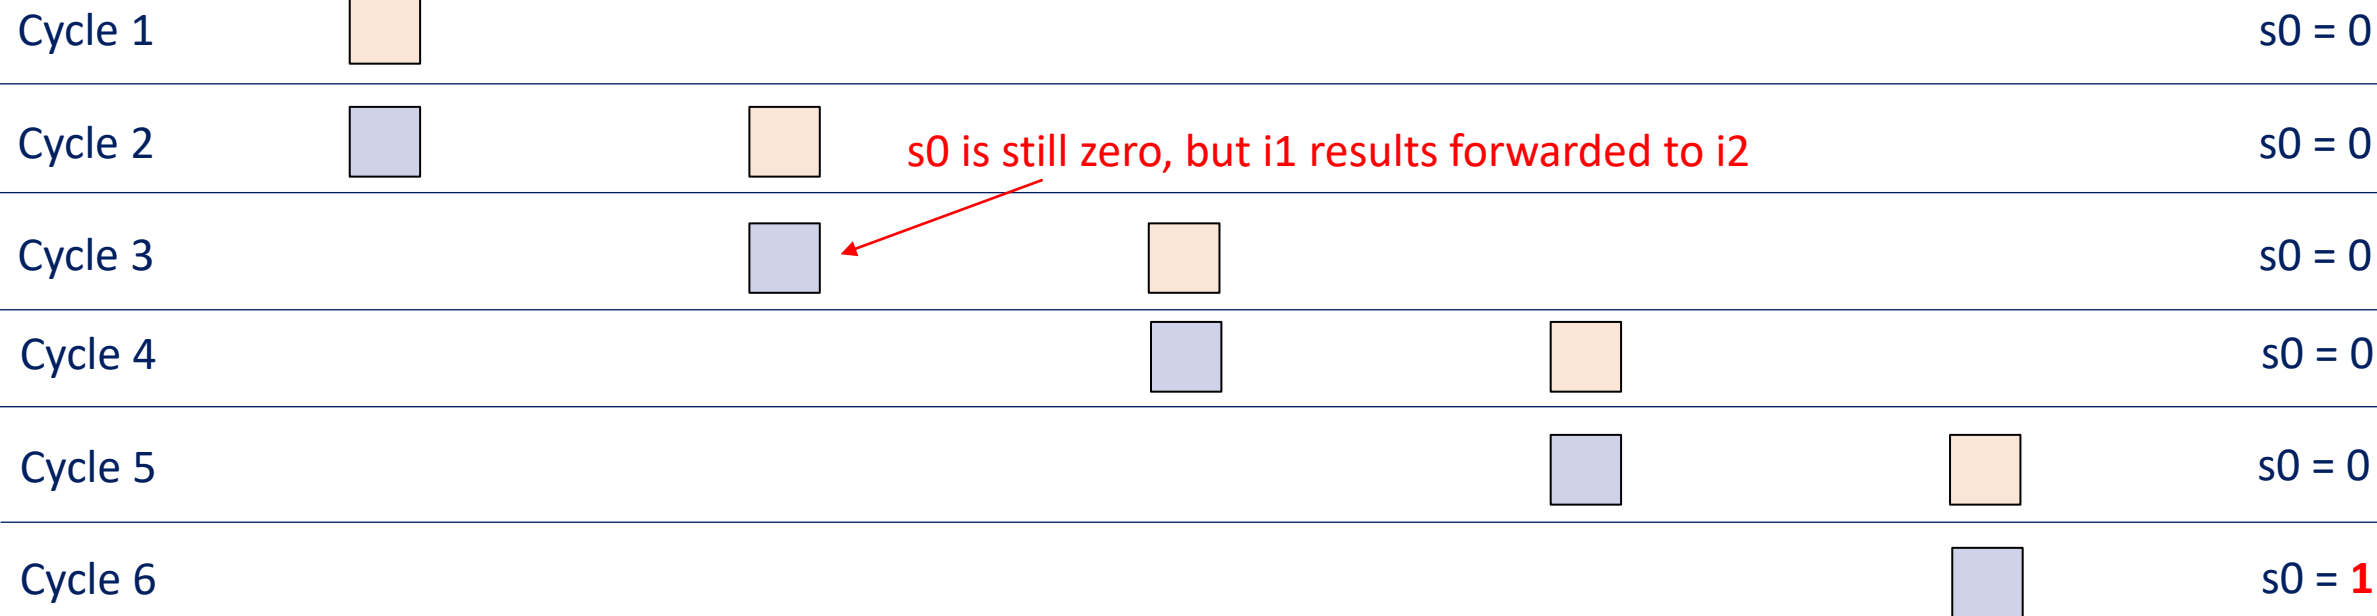 Cycle 1 s0 = 0
Cycle 2 s0 is still zero, but i1 results forwarded to i2 s0 = 0
Cycle 3 s0 = 0
Cycle 4 s0 = 0
Cycle 5 s0 = 0
Cycle 6 s0 = 1